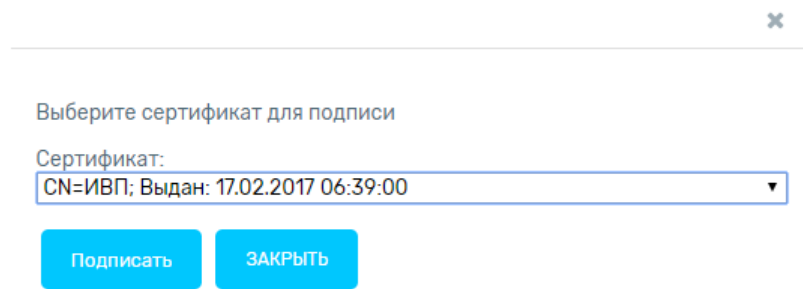 Выберите сертификат для подписи
Сертификат:
CN=ИВП; Выдан: 17.02.2017 06:39:00
Подписать ЗАКРЫТЬ